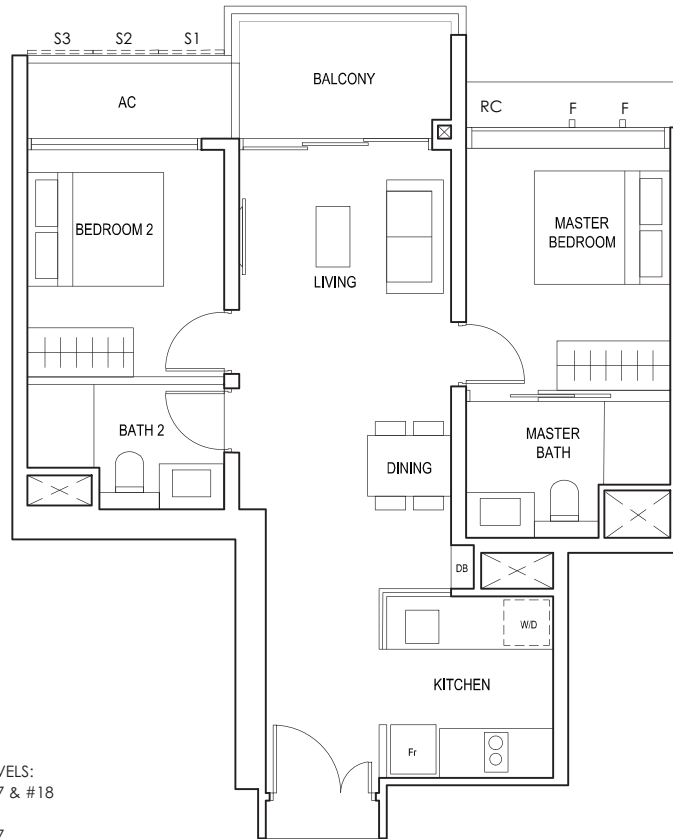 S3 S2 S1
BALCONY
AC
RC F F
BEDROOM 2
MASTER
BEDROOM
LIVING
BATH 2
MASTER
BATH
DINING
DB
W/D
KITCHEN
Fr
& #18